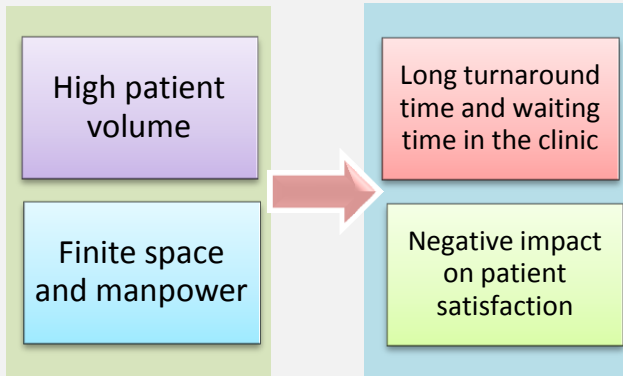 High patient
volume
Finite space
and manpower
Long turnaround
time and waiting
time in the clinic
Negative impact
on patient
satisfaction